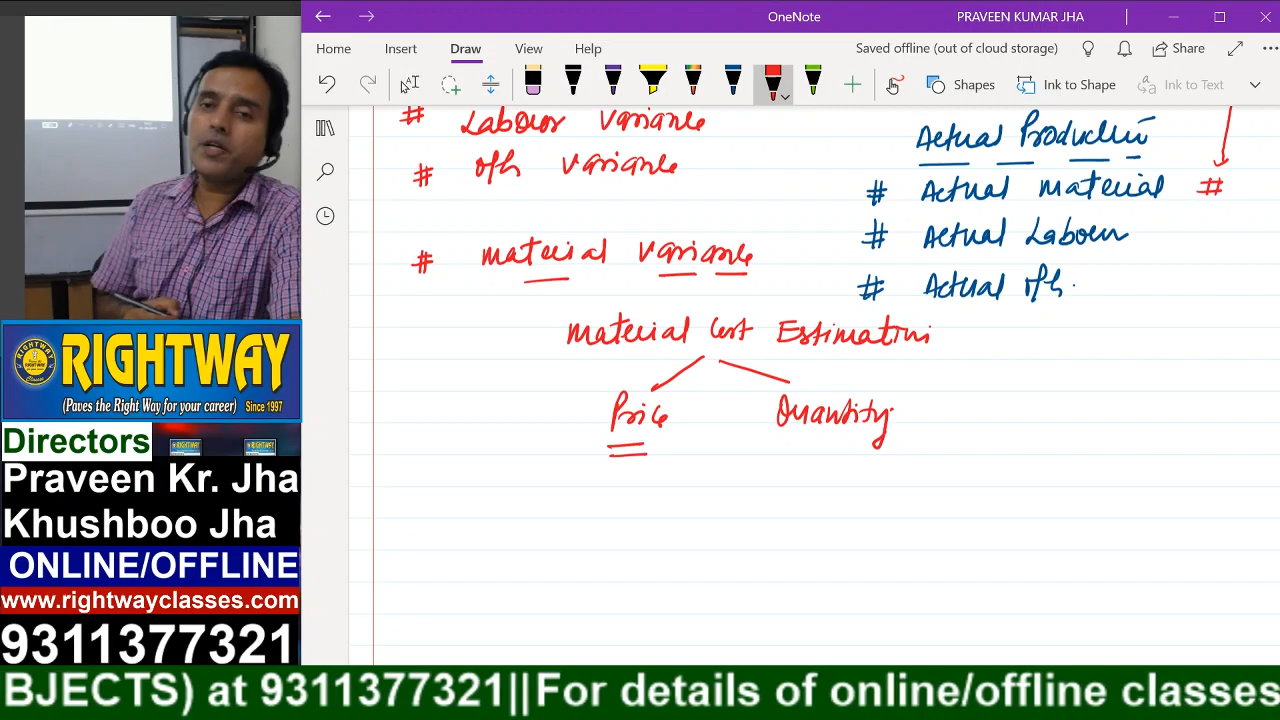 OneNote
PRAVEEN KUMAR JHA
Home Insert Draw View Help
Saved offline (out of cloud storage)
Share
Shapes
Ink to Shape
Ink to Text
# Labour variance
# o/h variance
Actual Production
# Actual material #
# Actual Labour
# Actual o/h
# material variance
material Cost Estimation
Price Quantity
RIGHTWAY
(Paves the Right Way for your career) Since 1997
Directors
Praveen Kr. Jha
Khushboo Jha
ONLINE/OFFLINE
www.rightwayclasses.com
9311377321
BJECTS) at 9311377321||For details of online/offline classes